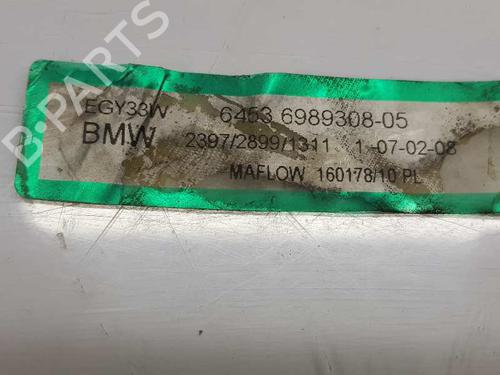 EGY33W 6453 6989308-05
BMW 2397/2899/1311 1 -07-02-08
MAFLOW 160178/10 PL
B-PARTS